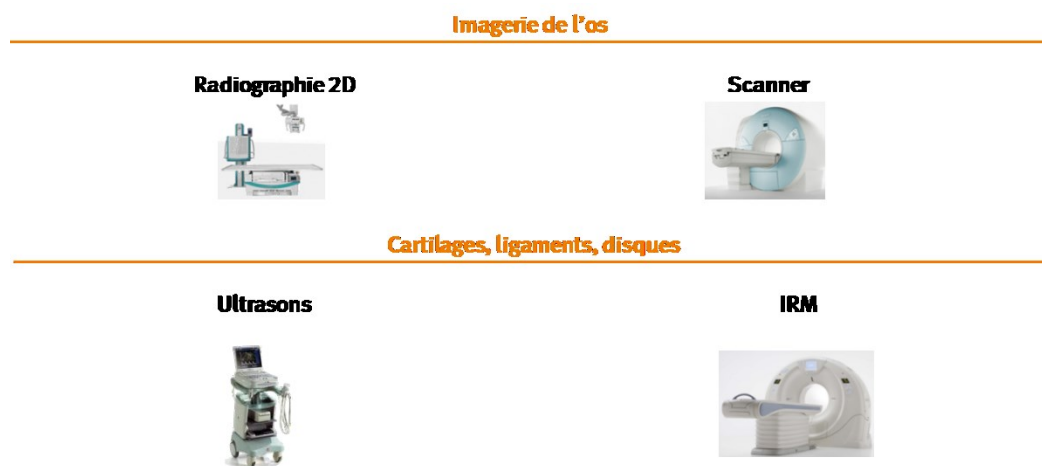 Imagerie de l'os
Radiographie 2D
Scanner
Cartilages, ligaments, disques
Ultrasons
IRM